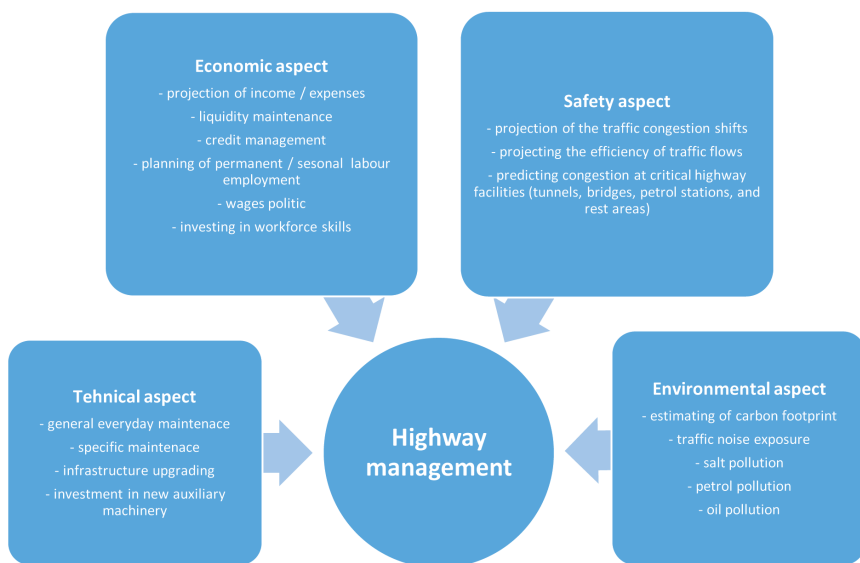 Economic aspect
- projection of income / expenses
- liquidity maintenance
- credit management
- planning of permanent / sesonal labour
employment
- wages politic
- investing in workforce skills
Safety aspect
- projection of the traffic congestion shifts
- projecting the efficiency of traffic flows
- predicting congestion at critical highway
facilities (tunnels, bridges, petrol stations, and
rest areas)
Tehnical aspect
- general everyday maintenace
- specific maintenace
- infrastructure upgrading
- investment in new auxiliary
machinery
Highway
management
Environmental aspect
- estimating of carbon footprint
- traffic noise exposure
- salt pollution
- petrol pollution
- oil pollution